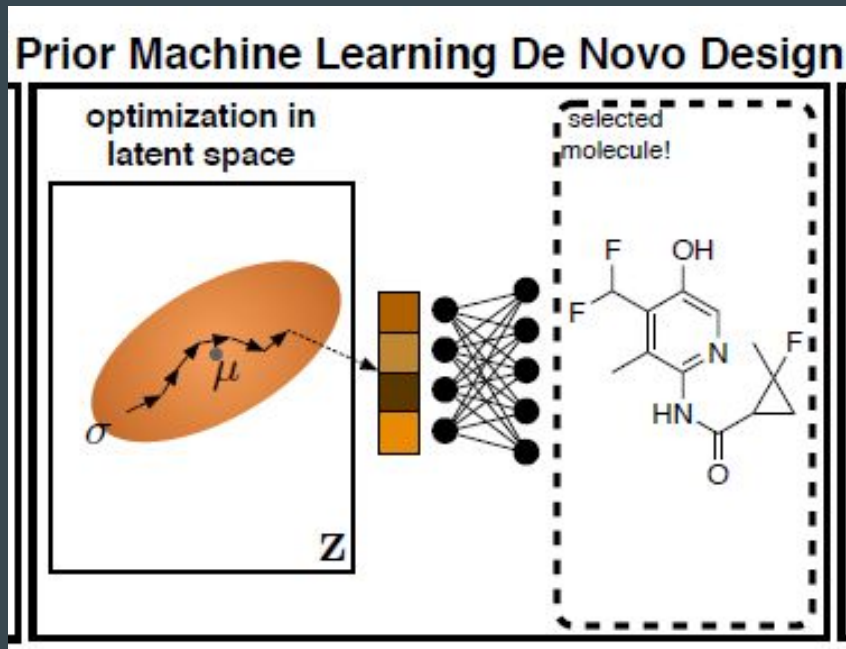 Prior Machine Learning De Novo Design
optimization in
latent space
μ
σ
Z
selected
molecule!
F
OH
F
N
F
HN
O